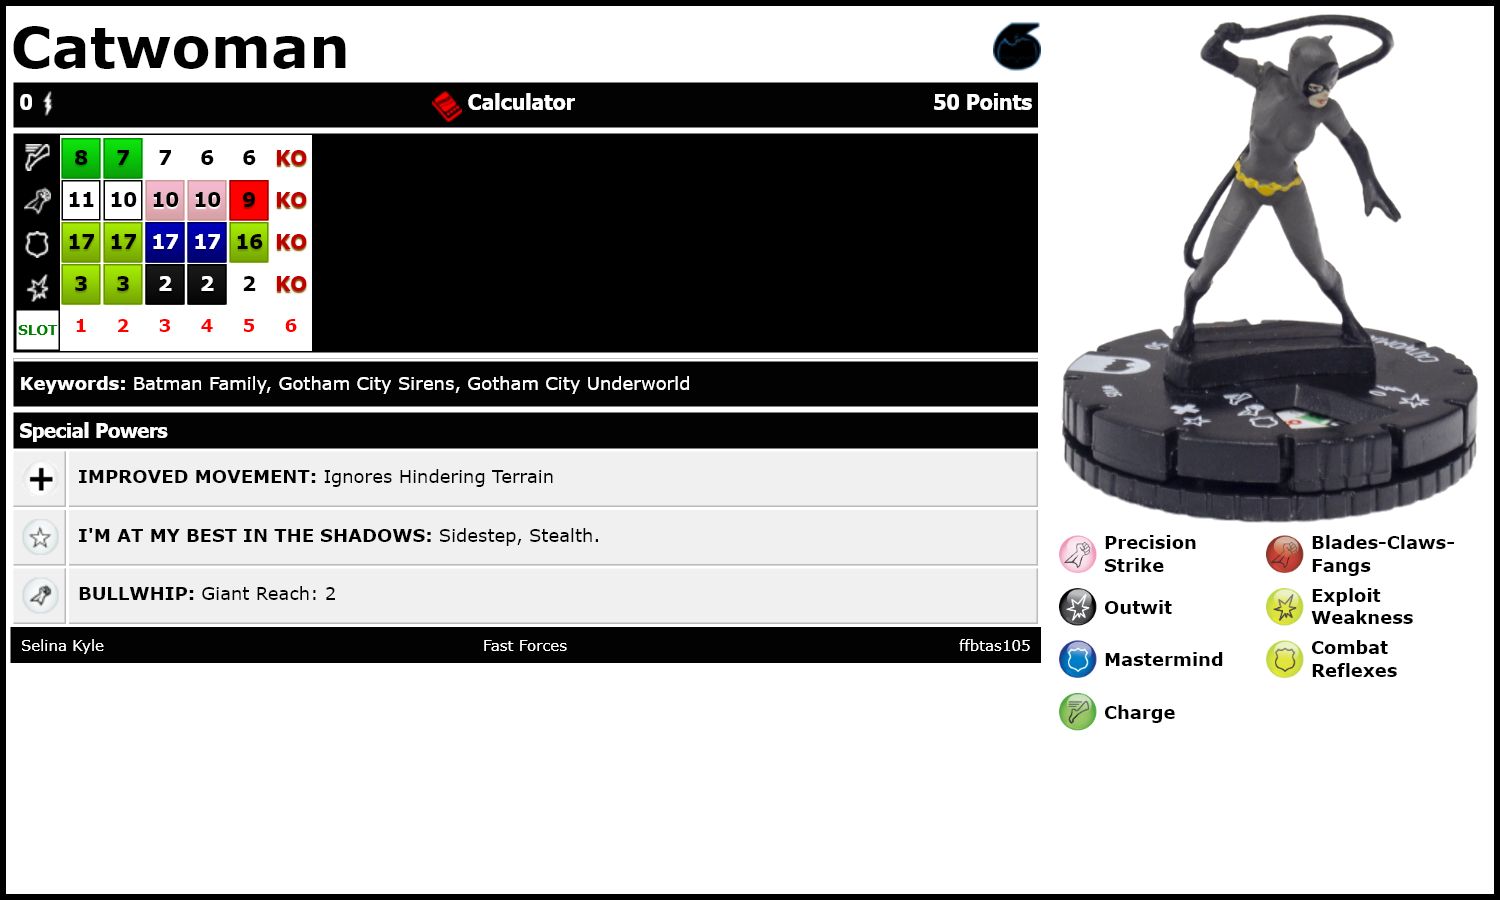 Catwoman
0 Calculator 50 Points
8 7 7 6 6 KO
11 10 10 10 9 KO
17 17 17 17 16 KO
3 3 2 2 2 KO
SLOT 1 2 3 4 5 6
Keywords: Batman Family, Gotham City Sirens, Gotham City Underworld
Special Powers
IMPROVED MOVEMENT: Ignores Hindering Terrain
I'M AT MY BEST IN THE SHADOWS: Sidestep, Stealth.
BULLWHIP: Giant Reach: 2
Selina Kyle Fast Forces ffbtas105
CATWOMAN
50
#105
0
Precision
Strike
Blades-Claws-
Fangs
Outwit
Exploit
Weakness
Mastermind
Combat
Reflexes
Charge